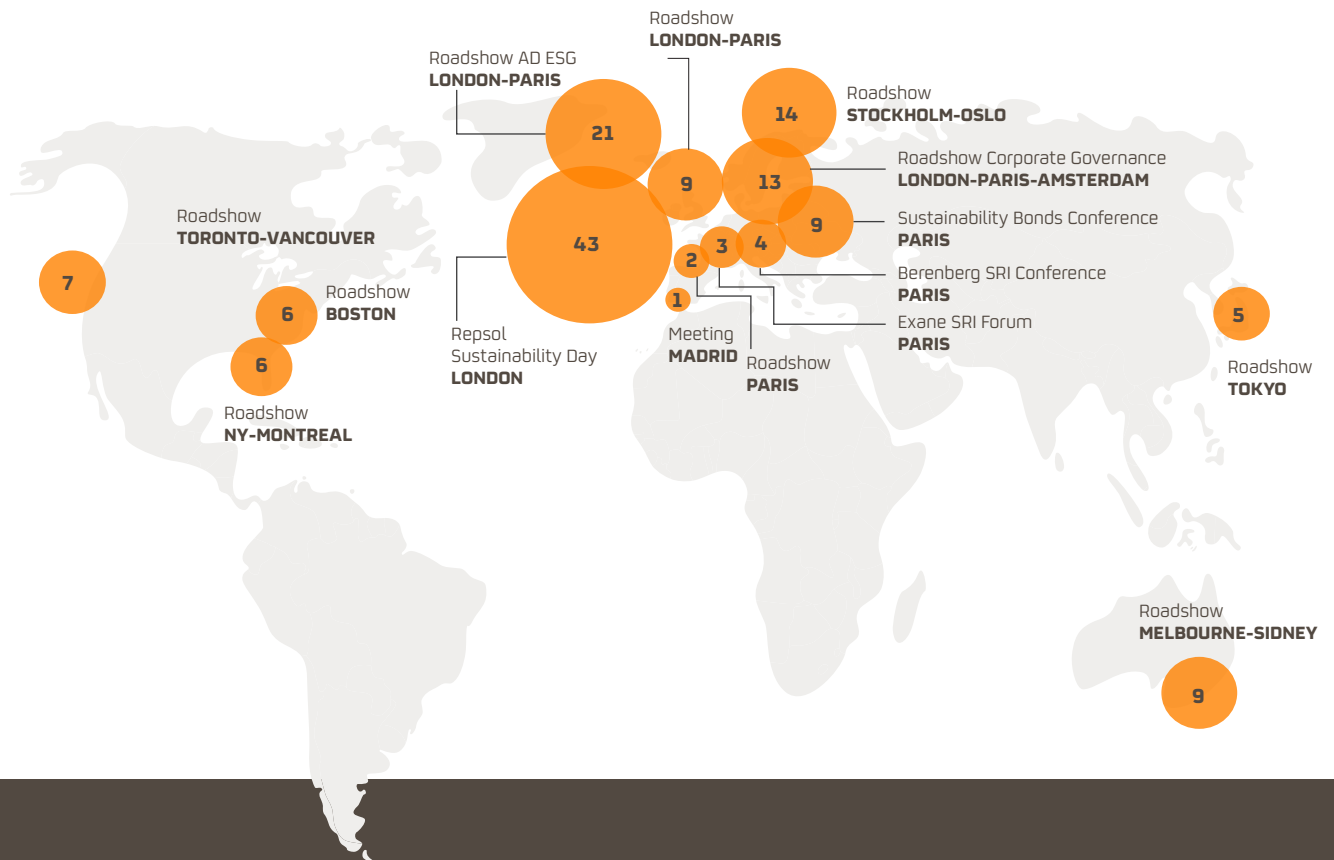 Roadshow
LONDON-PARIS
Roadshow AD ESG
LONDON-PARIS
21
9
14
Roadshow
STOCKHOLM-OSLO
13
Roadshow Corporate Governance
LONDON-PARIS-AMSTERDAM
9
Sustainability Bonds Conference
PARIS
43
2
3
4
Berenberg SRI Conference
PARIS
Exane SRI Forum
PARIS
1
Meeting
MADRID
Roadshow
PARIS
Repsol
Sustainability Day
LONDON
Roadshow
TORONTO-VANCOUVER
7
6
Roadshow
BOSTON
6
Roadshow
NY-MONTREAL
5
Roadshow
TOKYO
Roadshow
MELBOURNE-SIDNEY
9